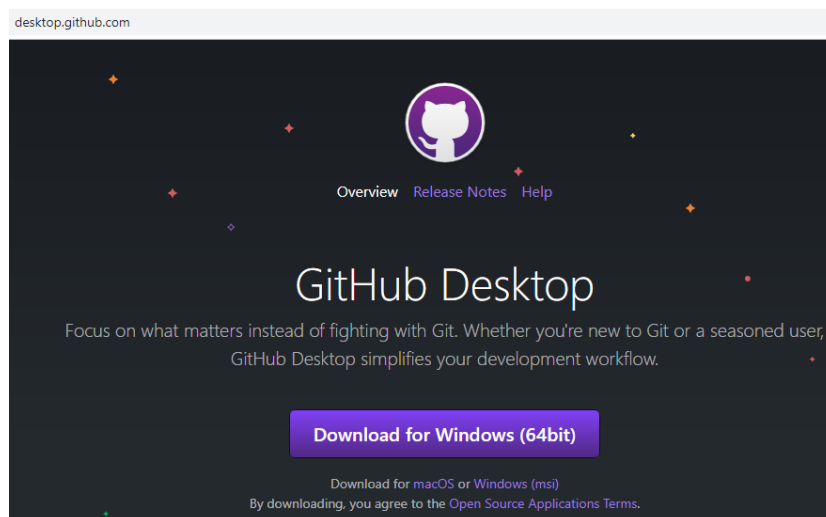 desktop.github.com
Overview Release Notes Help
GitHub Desktop
Focus on what matters instead of fighting with Git. Whether you're new to Git or a seasoned user,
GitHub Desktop simplifies your development workflow.
Download for Windows (64bit)
Download for macOS or Windows (msi)
By downloading, you agree to the Open Source Applications Terms.